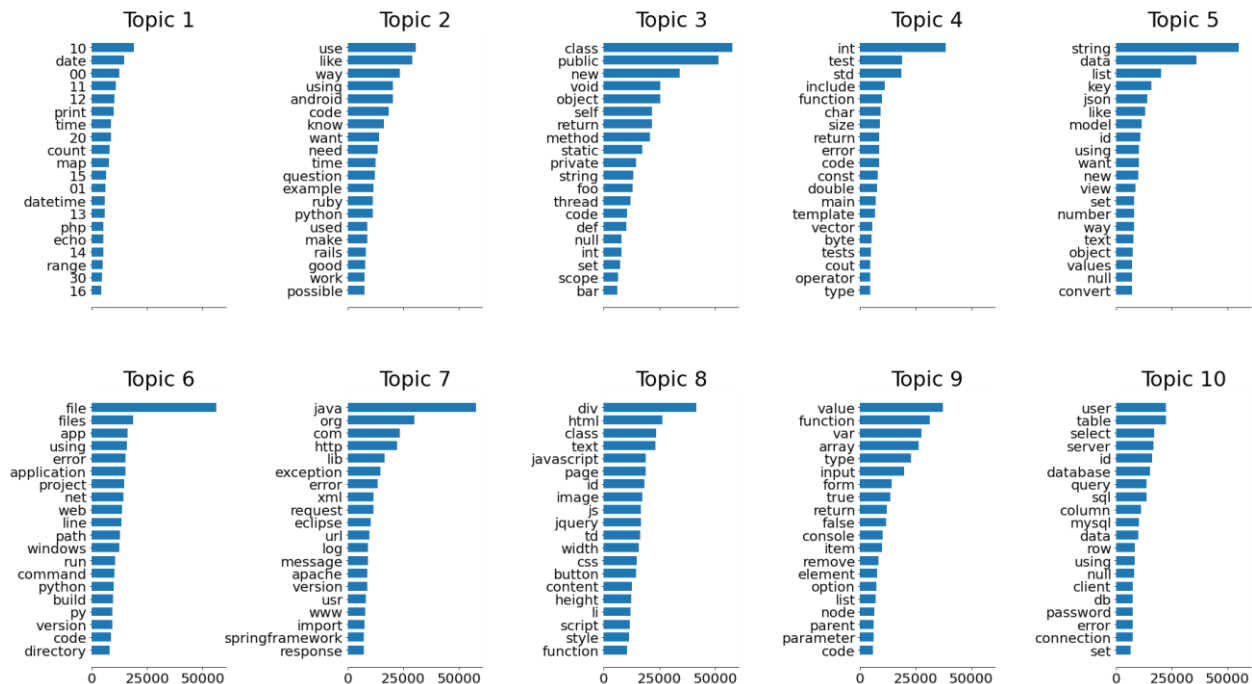 Topic 1
10
date
00
11
12
print
time
20
count
map
15
01
datetime
13
php
echo
14
range
30
16
Topic 2
use
like
way
using
android
code
know
want
need
time
question
example
ruby
python
used
make
rails
good
work
possible
Topic 3
class
public
new
void
object
self
return
method
static
private
string
foo
thread
code
def
null
int
set
scope
bar
Topic 4
int
test
std
include
function
char
size
return
error
code
const
double
main
template
vector
byte
tests
cout
operator
type
Topic 5
string
data
list
key
json
like
model
id
using
want
new
view
set
number
way
text
object
values
null
convert
Topic 6
file
files
app
using
error
application
project
net
web
line
path
windows
run
command
python
build
py
version
code
directory
0 25000 50000
Topic 7
java
org
com
http
lib
exception
error
xml
request
eclipse
url
log
message
apache
version
usr
www
import
springframework
response
0 25000 50000
Topic 8
div
html
class
text
javascript
page
id
image
js
jquery
td
width
css
button
content
height
li
script
style
function
0 25000 50000
Topic 9
value
function
var
array
type
input
form
true
return
false
console
item
remove
element
option
list
node
parent
parameter
code
0 25000 50000
Topic 10
user
table
select
server
id
database
query
sql
column
mysql
data
row
using
null
client
db
password
error
connection
set
0 25000 50000